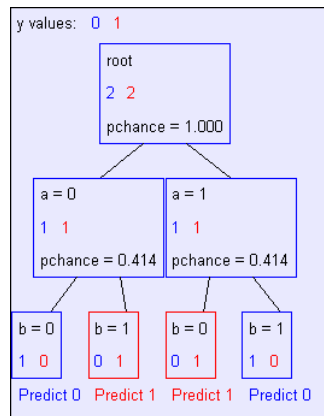 y values: 0 1
root
2 2
pchance = 1.000
a = 0
1 1
pchance = 0.414
a = 1
1 1
pchance = 0.414
b = 0
1 0
Predict 0
b = 1
0 1
Predict 1
b = 0
0 1
Predict 1
b = 1
1 0
Predict 0